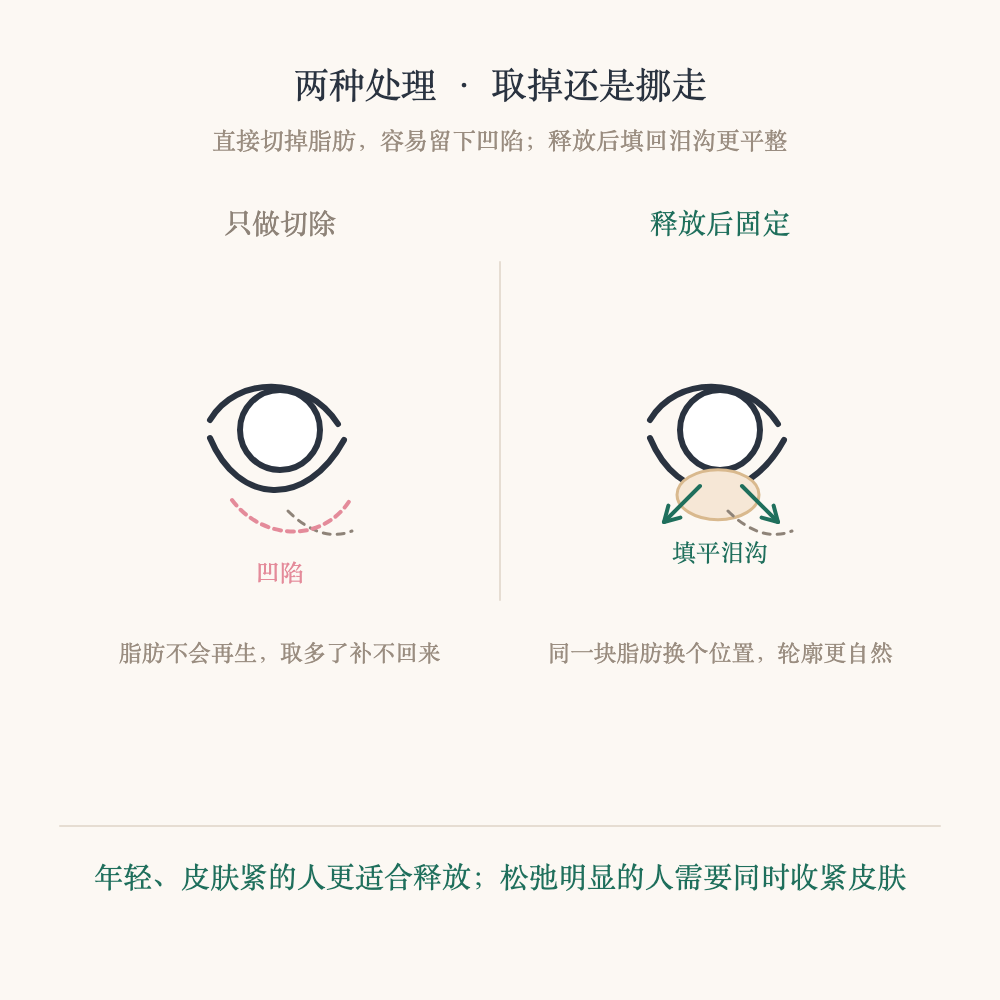 两种处理 · 取掉还是挪走
直接切掉脂肪，容易留下凹陷；释放后填回泪沟更平整
只做切除
释放后固定
凹陷
填平泪沟
脂肪不会再生，取多了补不回来
同一块脂肪换个位置，轮廓更自然
年轻、皮肤紧的人更适合释放；松弛明显的人需要同时收紧皮肤